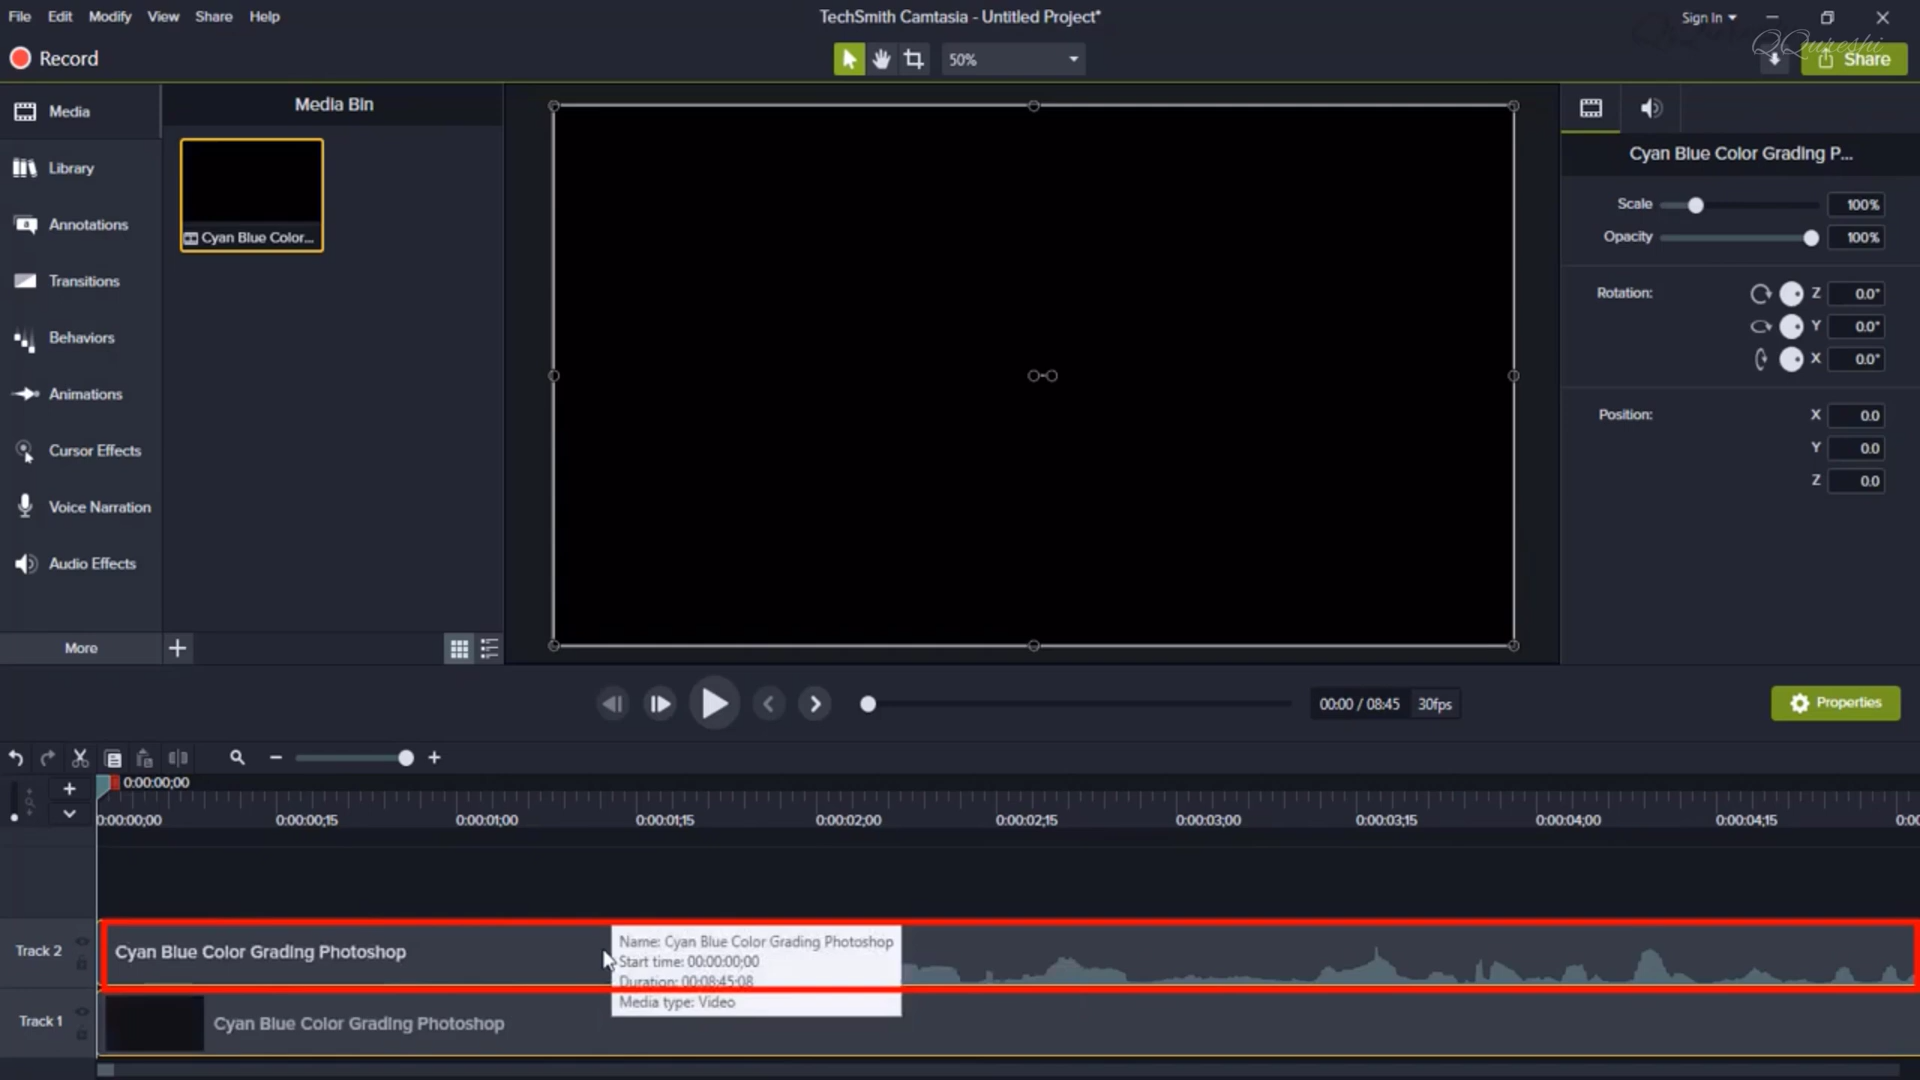 File Edit Modify View Share Help
TechSmith Camtasia - Untitled Project*
Sign In
Record
50%
QQureshi
Share
Media
Library
Annotations
Transitions
Behaviors
Animations
Cursor Effects
Voice Narration
Audio Effects
More
Media Bin
Cyan Blue Color...
Cyan Blue Color Grading P...
Scale 100%
Opacity 100%
Rotation: Z 0.0°
Y 0.0°
X 0.0°
Position: X 0.0
Y 0.0
Z 0.0
00:00 / 08:45 30fps
Properties
0:00:00;00
0:00:00;00 0:00:00;15 0:00:01;00 0:00:01;15 0:00:02;00 0:00:02;15 0:00:03;00 0:00:03;15 0:00:04;00 0:00:04;15 0:00
Track 2 Cyan Blue Color Grading Photoshop
Name: Cyan Blue Color Grading Photoshop
Start time: 00:00:00;00
Duration: 00:08:45;08
Media type: Video
Track 1 Cyan Blue Color Grading Photoshop